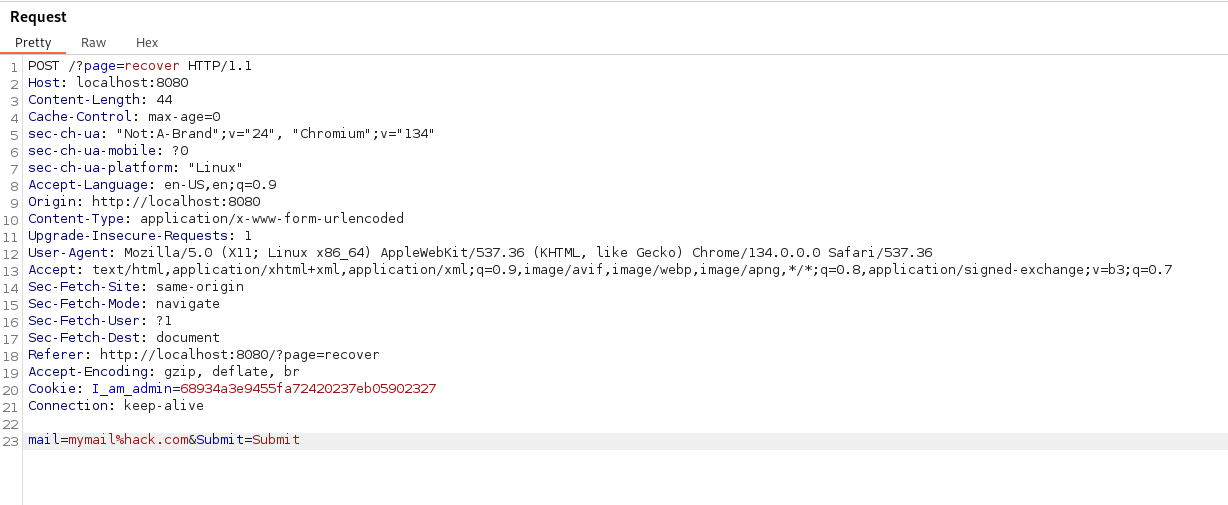 Request
Pretty Raw Hex
1 POST /?page=recover HTTP/1.1
2 Host: localhost:8080
3 Content-Length: 44
4 Cache-Control: max-age=0
5 sec-ch-ua: "Not:A-Brand";v="24", "Chromium";v="134"
6 sec-ch-ua-mobile: ?0
7 sec-ch-ua-platform: "Linux"
8 Accept-Language: en-US,en;q=0.9
9 Origin: http://localhost:8080
10 Content-Type: application/x-www-form-urlencoded
11 Upgrade-Insecure-Requests: 1
12 User-Agent: Mozilla/5.0 (X11; Linux x86_64) AppleWebKit/537.36 (KHTML, like Gecko) Chrome/134.0.0.0 Safari/537.36
13 Accept: text/html,application/xhtml+xml,application/xml;q=0.9,image/avif,image/webp,image/apng,*/*;q=0.8,application/signed-exchange;v=b3;q=0.7
14 Sec-Fetch-Site: same-origin
15 Sec-Fetch-Mode: navigate
16 Sec-Fetch-User: ?1
17 Sec-Fetch-Dest: document
18 Referer: http://localhost:8080/?page=recover
19 Accept-Encoding: gzip, deflate, br
20 Cookie: I_am_admin=68934a3e9455fa72420237eb05902327
21 Connection: keep-alive
22
23 mail=mymail%hack.com&Submit=Submit